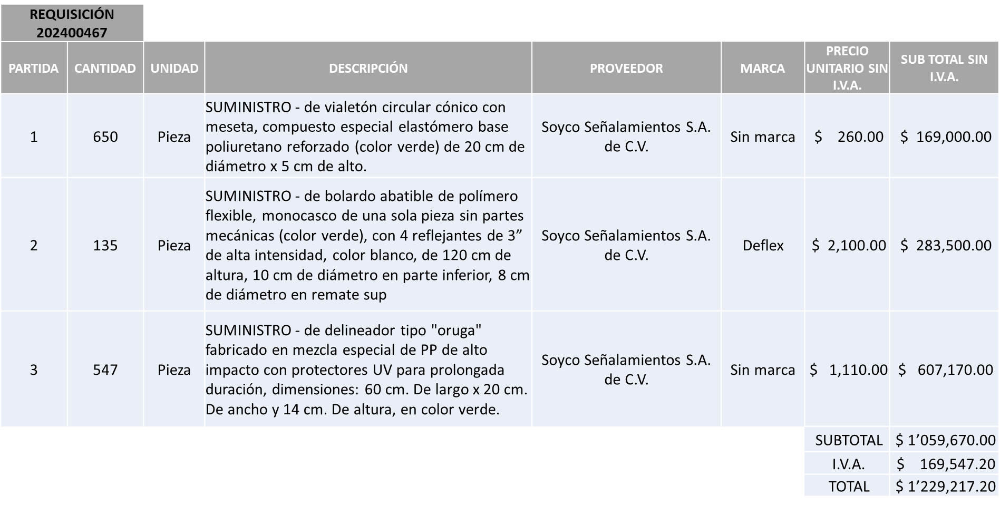 REQUISICIÓN
202400467
PARTIDA CANTIDAD UNIDAD DESCRIPCIÓN PROVEEDOR MARCA PRECIO UNITARIO SIN I.V.A. SUB TOTAL SIN I.V.A.
1 650 Pieza
SUMINISTRO - de vialetón circular cónico con
meseta, compuesto especial elastómero base
poliuretano reforzado (color verde) de 20 cm de
diámetro x 5 cm de alto.
Soyco Señalamientos S.A.
de C.V.
Sin marca $ 260.00 $ 169,000.00
2 135 Pieza
SUMINISTRO - de bolardo abatible de polímero
flexible, monocasco de una sola pieza sin partes
mecánicas (color verde), con 4 reflejantes de 3”
de alta intensidad, color blanco, de 120 cm de
altura, 10 cm de diámetro en parte inferior, 8 cm
de diámetro en remate sup
Soyco Señalamientos S.A.
de C.V.
Deflex $ 2,100.00 $ 283,500.00
3 547 Pieza
SUMINISTRO - de delineador tipo "oruga"
fabricado en mezcla especial de PP de alto
impacto con protectores UV para prolongada
duración, dimensiones: 60 cm. De largo x 20 cm.
De ancho y 14 cm. De altura, en color verde.
Soyco Señalamientos S.A.
de C.V.
Sin marca $ 1,110.00 $ 607,170.00
SUBTOTAL $ 1’059,670.00
I.V.A. $ 169,547.20
TOTAL $ 1’229,217.20